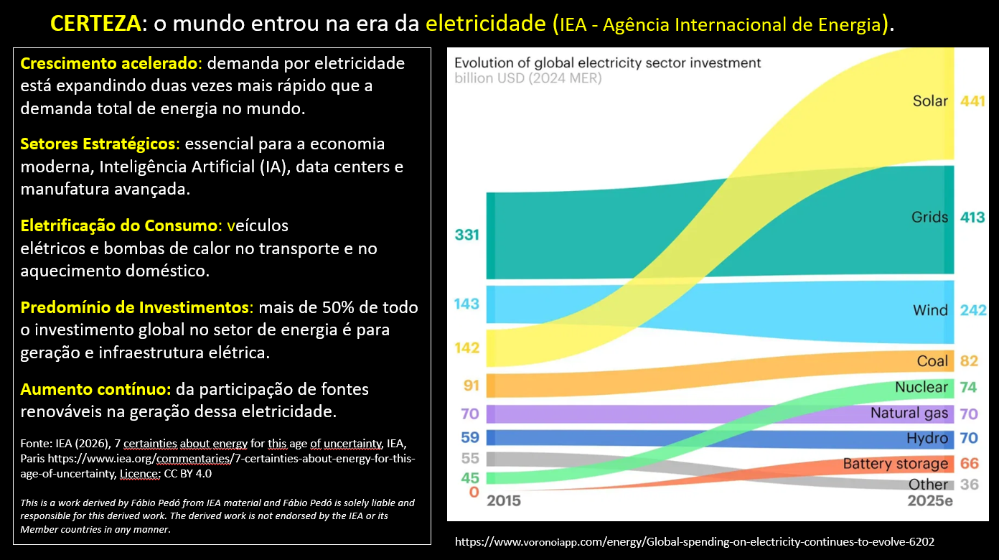 CERTEZA: o mundo entrou na era da eletricidade (IEA - Agência Internacional de Energia).
Crescimento acelerado: demanda por eletricidade
está expandindo duas vezes mais rápido que a
demanda total de energia no mundo.
Setores Estratégicos: essencial para a economia
moderna, Inteligência Artificial (IA), data centers e
manufatura avançada.
Eletrificação do Consumo: veículos
elétricos e bombas de calor no transporte e no
aquecimento doméstico.
Predomínio de Investimentos: mais de 50% de todo
o investimento global no setor de energia é para
geração e infraestrutura elétrica.
Aumento contínuo: da participação de fontes
renováveis na geração dessa eletricidade.
Fonte: IEA (2026), 7 certainties about energy for this age of uncertainty, IEA,
Paris https://www.iea.org/commentaries/7-certainties-about-energy-for-this-
age-of-uncertainty, Licence: CC BY 4.0
This is a work derived by Fábio Pedó from IEA material and Fábio Pedó is solely liable and
responsible for this derived work. The derived work is not endorsed by the IEA or its
Member countries in any manner.
Evolution of global electricity sector investment
billion USD (2024 MER)
Solar 441
331 Grids 413
143 Wind 242
142
91 Coal 82
Nuclear 74
70 Natural gas 70
59 Hydro 70
55
Battery storage 66
45
Other 36
0
2015 2025e
https://www.voronoiapp.com/energy/Global-spending-on-electricity-continues-to-evolve-6202